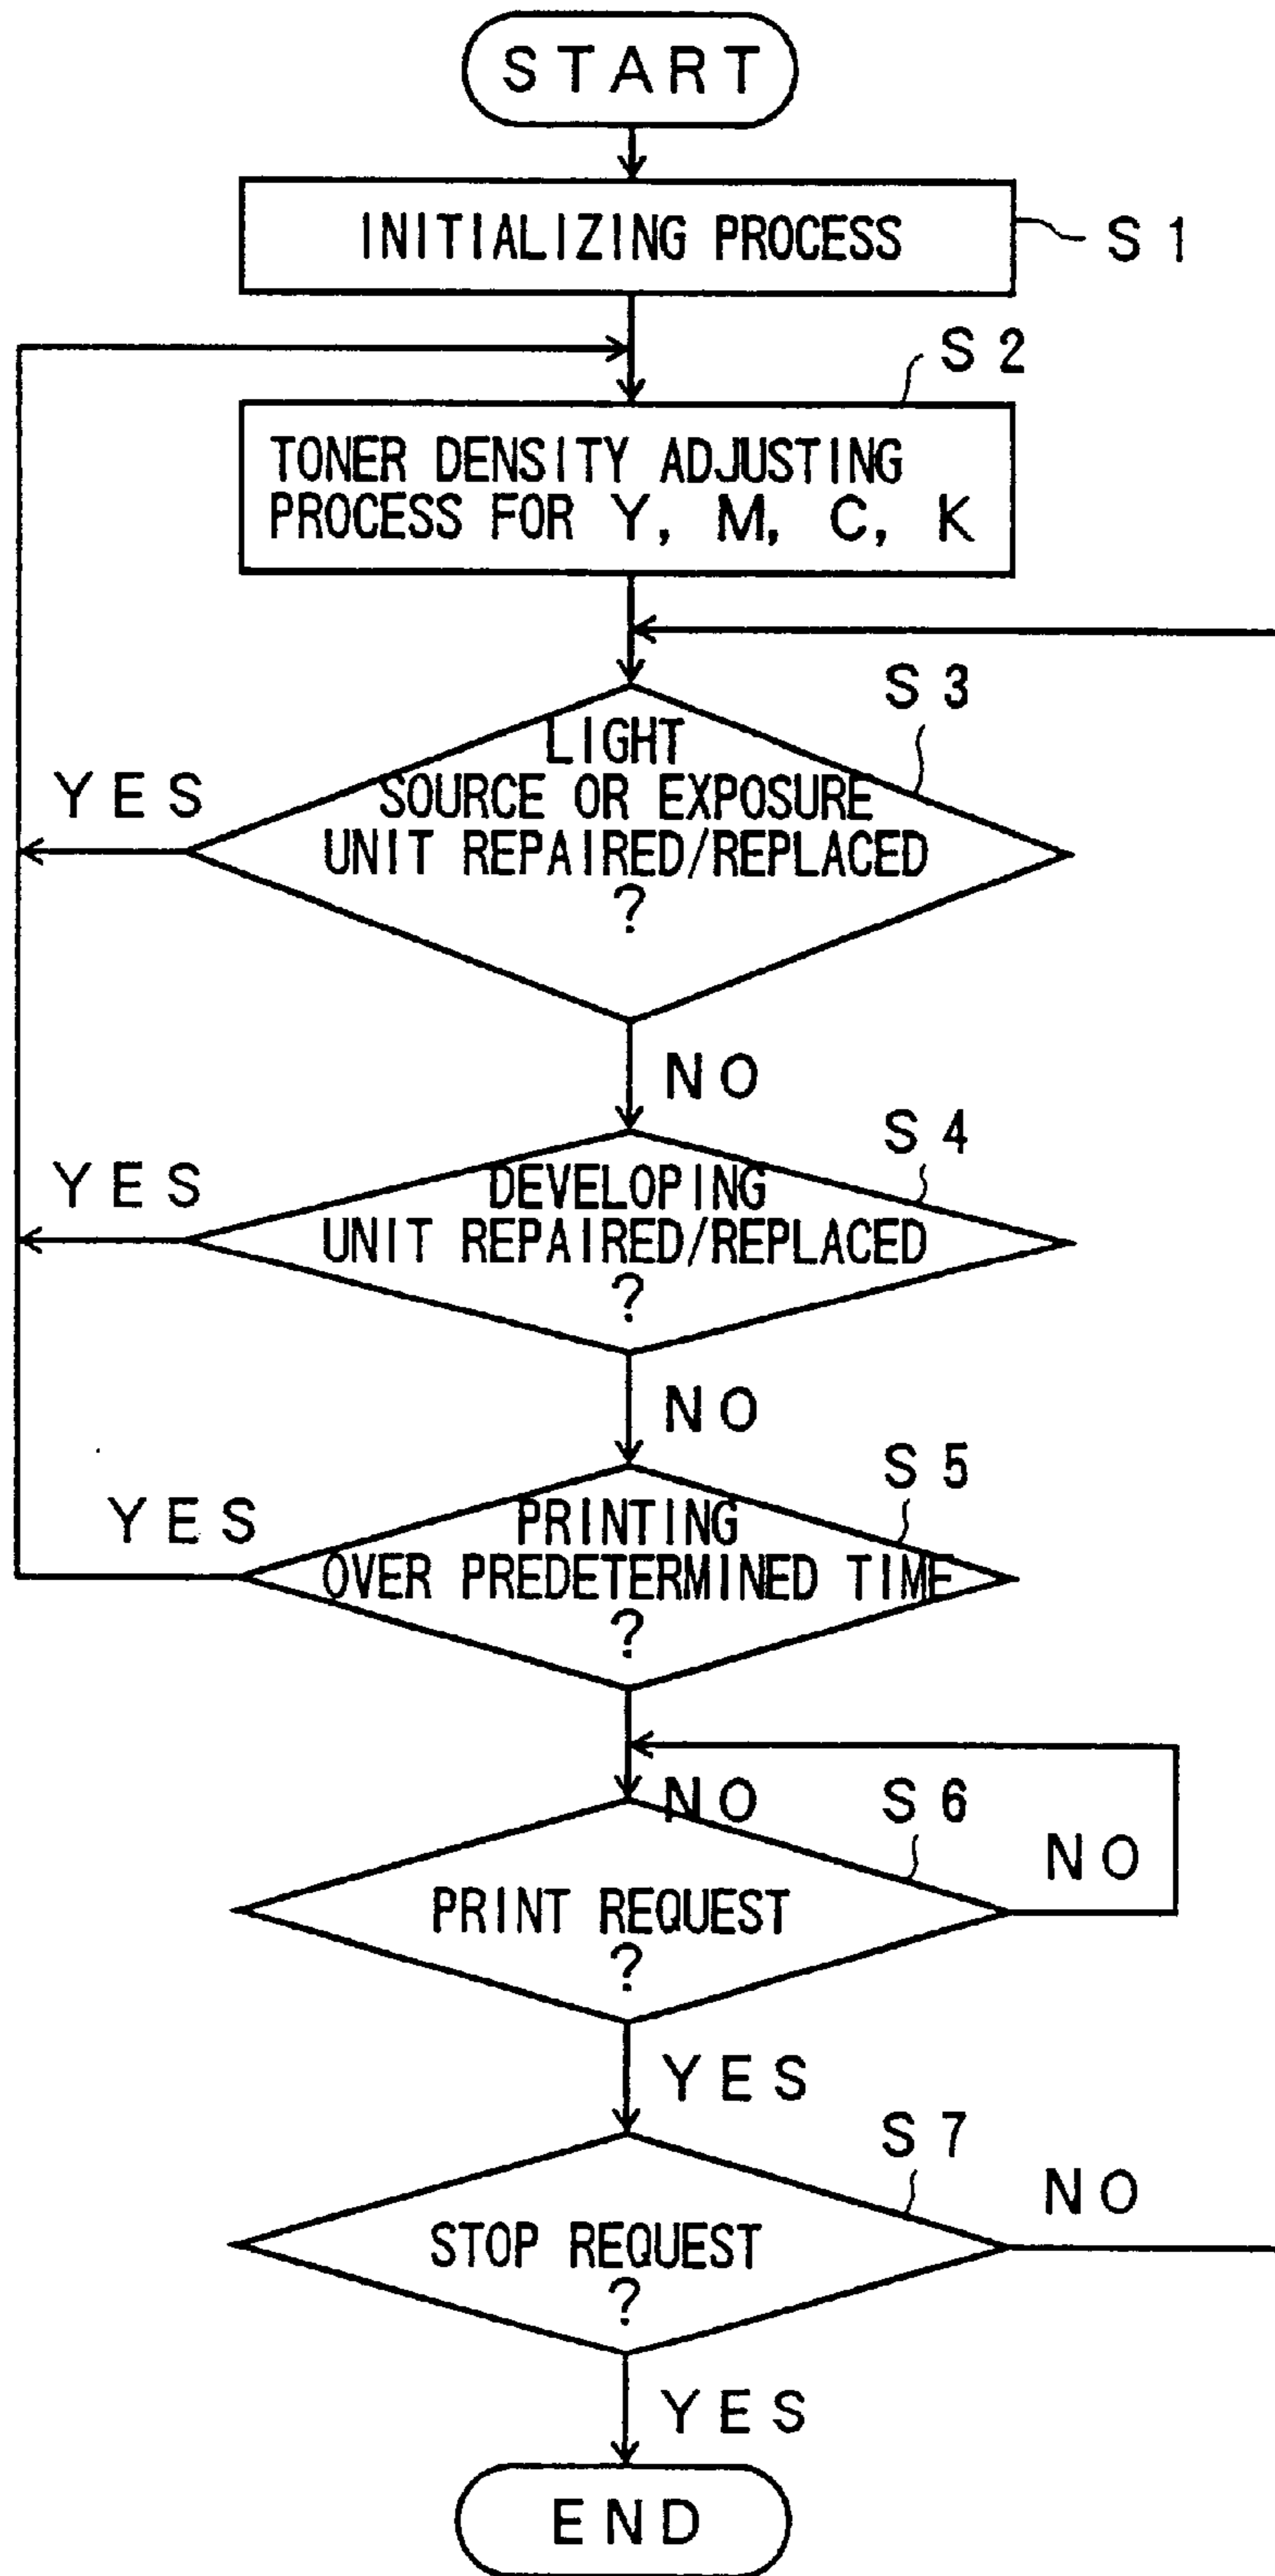 START
INITIALIZING PROCESS
S1
S2
TONER DENSITY ADJUSTING
PROCESS FOR Y, M, C, K
S3
LIGHT
SOURCE OR EXPOSURE
UNIT REPAIRED/REPLACED
?
YES
NO
S4
DEVELOPING
UNIT REPAIRED/REPLACED
?
YES
NO
S5
PRINTING
OVER PREDETERMINED TIME
?
YES
NO
S6
PRINT REQUEST
?
NO
YES
S7
STOP REQUEST
?
NO
YES
END